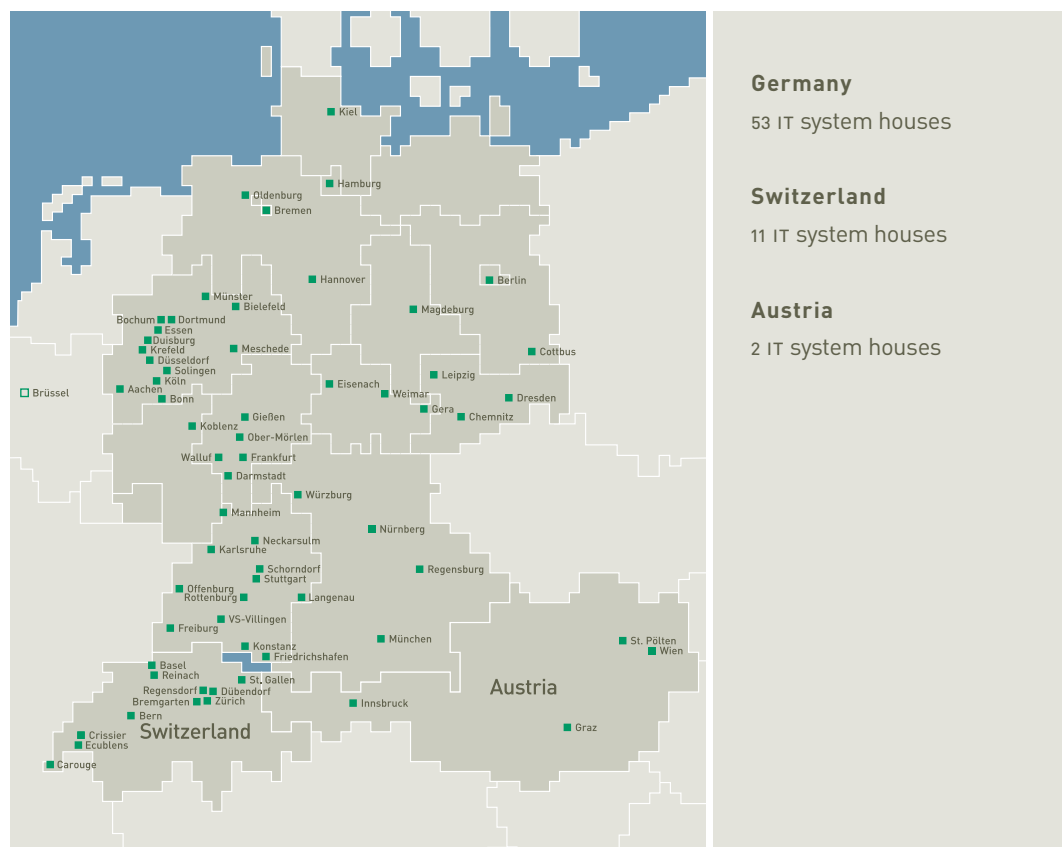 Kiel
Hamburg
Oldenburg
Bremen
Hannover
Berlin
Münster
Bielefeld
Magdeburg
Bochum
Dortmund
Essen
Duisburg
Krefeld
Meschede
Cottbus
Düsseldorf
Solingen
Leipzig
Köln
Eisenach
Aachen
Brüssel
Weimar
Bonn
Dresden
Gera
Gießen
Chemnitz
Koblenz
Ober-Mörlen
Walluf
Frankfurt
Darmstadt
Würzburg
Mannheim
Nürnberg
Neckarsulm
Karlsruhe
Schorndorf
Regensburg
Stuttgart
Offenburg
Rottenburg
Langenau
VS-Villingen
Freiburg
München
St. Pölten
Konstanz
Wien
Friedrichshafen
Basel
Reinach
St. Gallen
Regensdorf
Dübendorf
Austria
Bremgarten
Zürich
Innsbruck
Bern
Switzerland
Graz
Crissier
Ecublens
Carouge
Germany
53 IT system houses
Switzerland
11 IT system houses
Austria
2 IT system houses